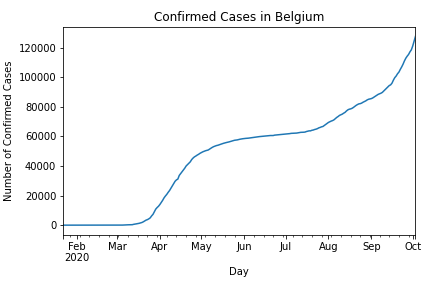 Confirmed Cases in Belgium
120000
100000
80000
60000
40000
20000
0
Number of Confirmed Cases
Feb Mar Apr May Jun Jul Aug Sep Oct
2020
Day